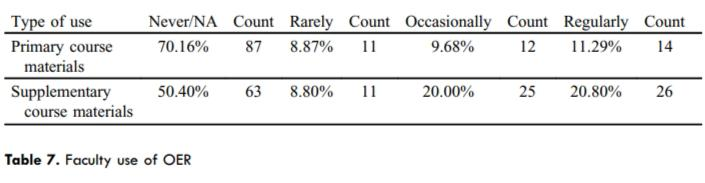 Type of use Never/NA Count Rarely Count Occasionally Count Regularly Count
Primary course 70.16% 87 8.87% 11 9.68% 12 11.29% 14
materials
Supplementary 50.40% 63 8.80% 11 20.00% 25 20.80% 26
course materials
Table 7. Faculty use of OER